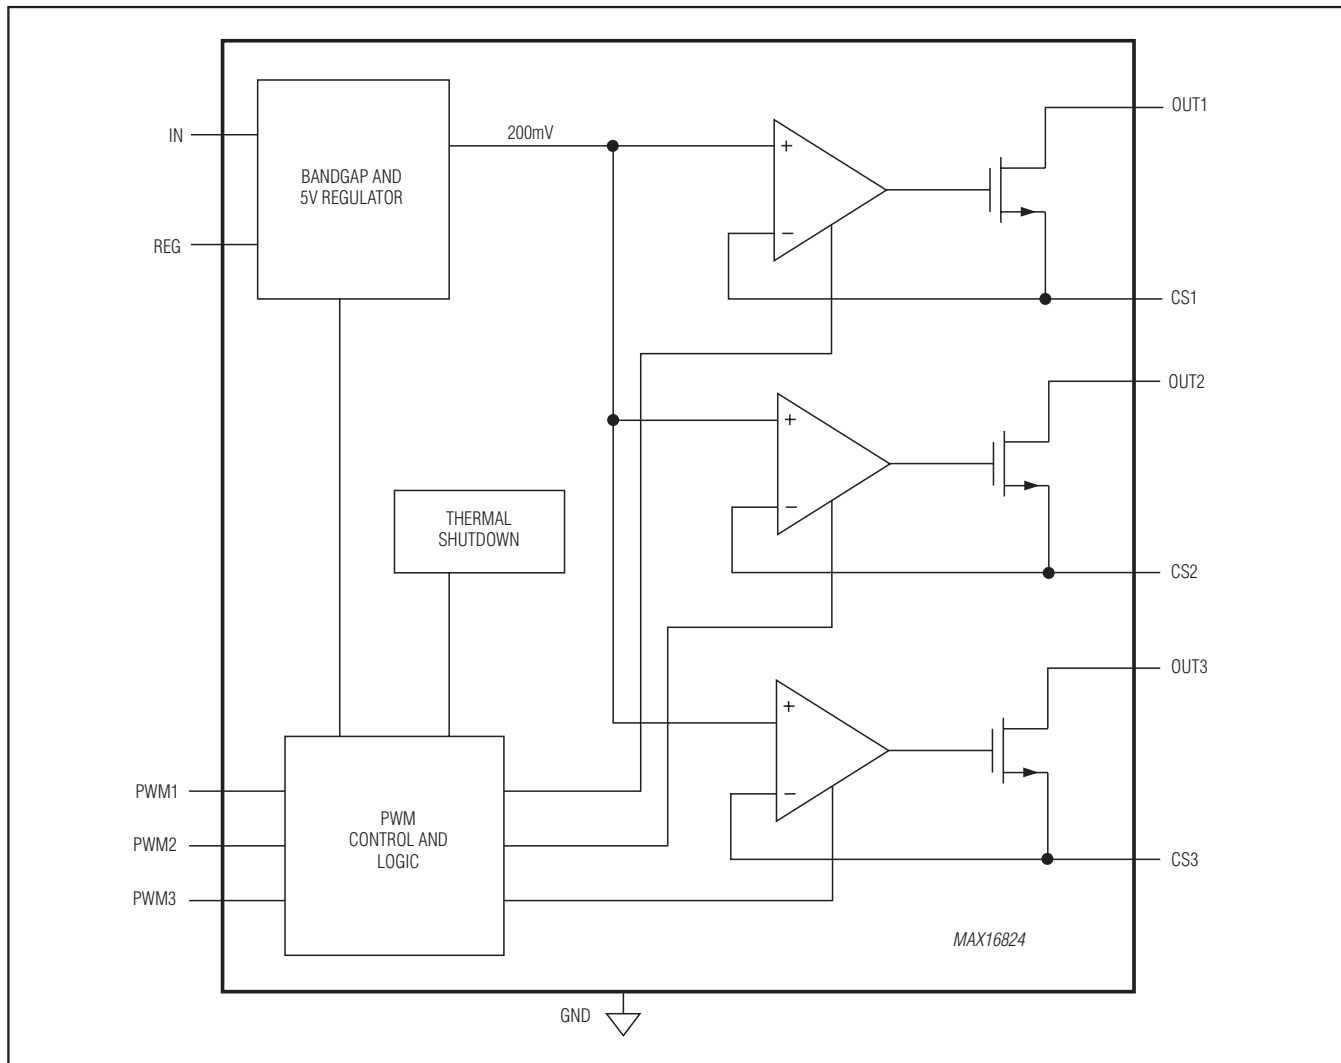 OUT1
IN
200mV
+
BANDGAP AND
5V REGULATOR
−
REG
CS1
OUT2
+
THERMAL
SHUTDOWN
−
CS2
OUT3
+
PWM1
−
PWM
CONTROL AND
LOGIC
PWM2
CS3
PWM3
MAX16824
GND